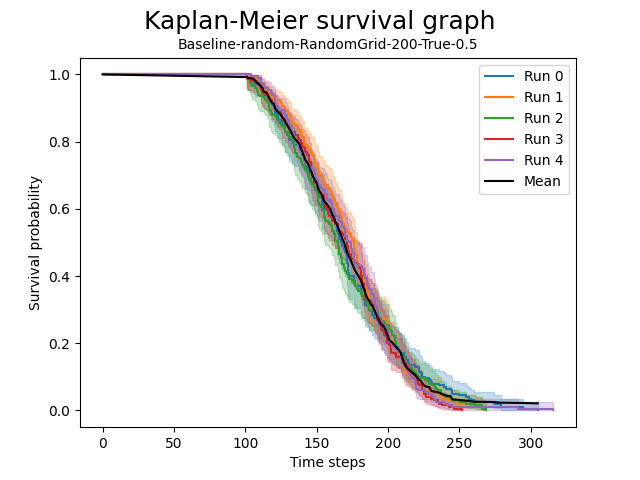 Kaplan-Meier survival graph
Baseline-random-RandomGrid-200-True-0.5
Survival probability
1.0
0.8
0.6
0.4
0.2
0.0
Run 0
Run 1
Run 2
Run 3
Run 4
Mean
0 50 100 150 200 250 300
Time steps